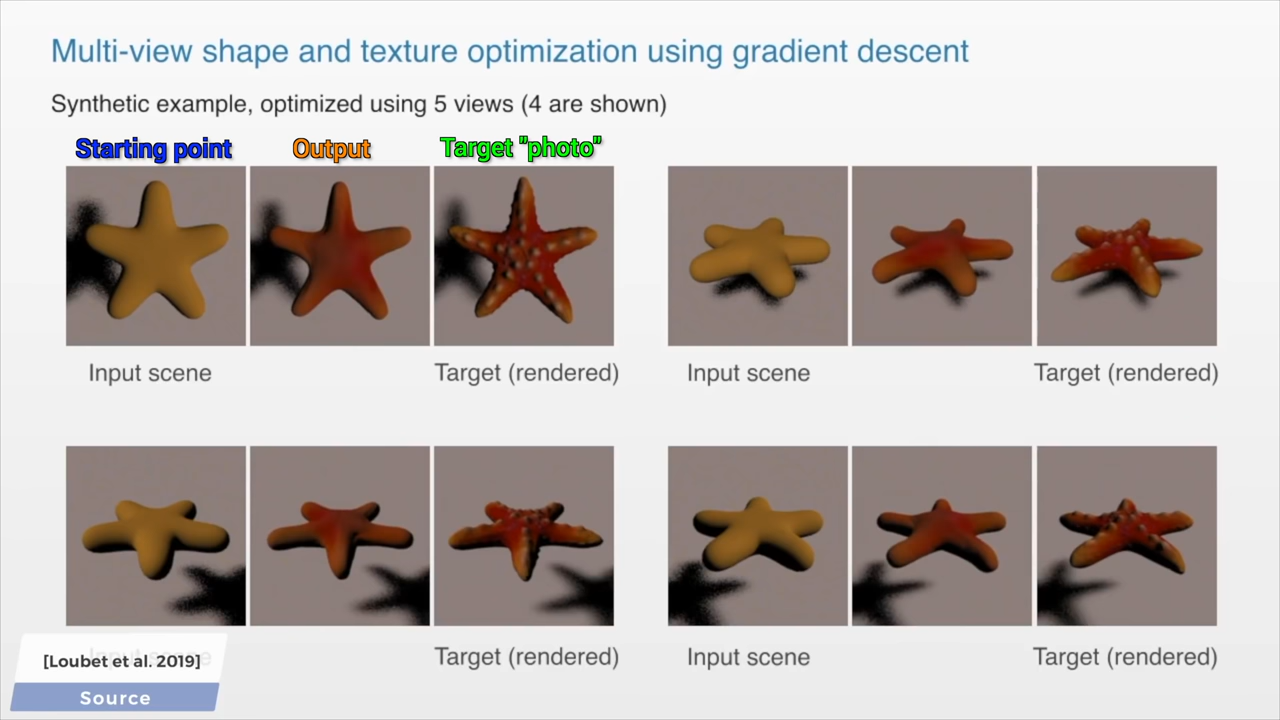 Multi-view shape and texture optimization using gradient descent
Synthetic example, optimized using 5 views (4 are shown)
Starting point Output Target "photo"
Input scene Target (rendered) Input scene Target (rendered)
Input scene Target (rendered) Input scene Target (rendered)
[Loubet et al. 2019]
Source